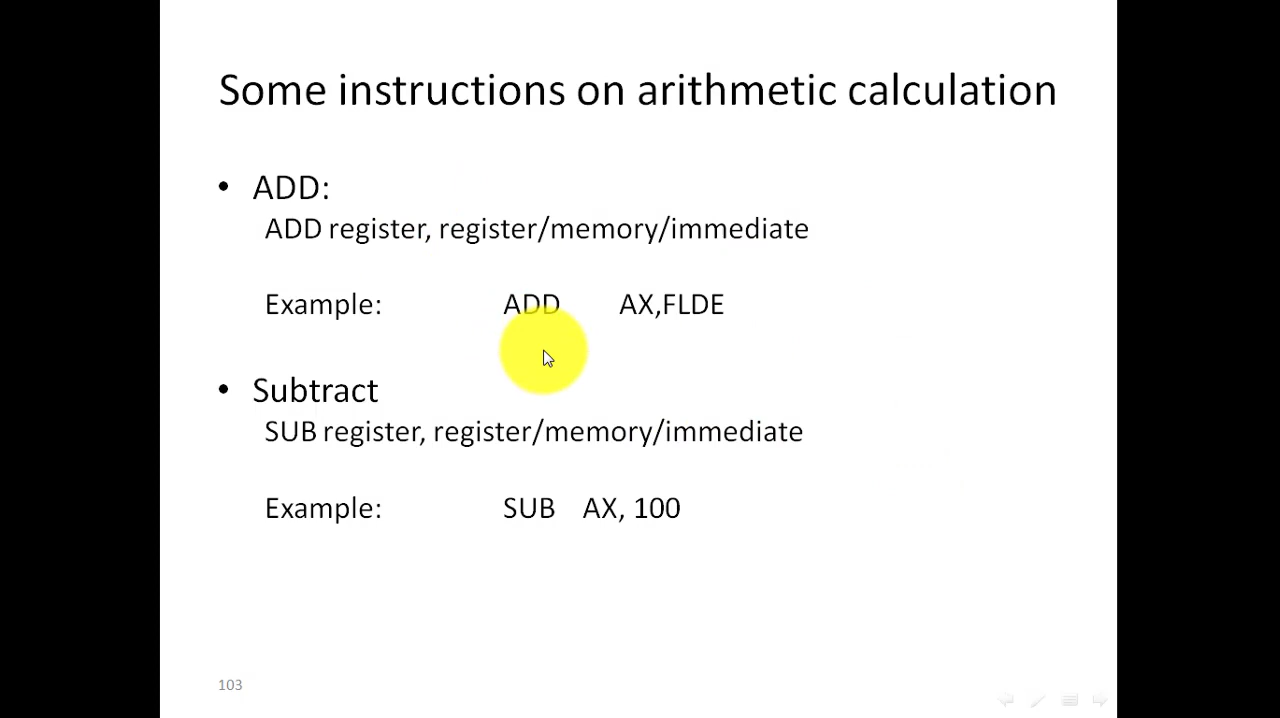 Some instructions on arithmetic calculation
• ADD:
ADD register, register/memory/immediate
Example: ADD AX,FLDE
• Subtract
SUB register, register/memory/immediate
Example: SUB AX, 100
103